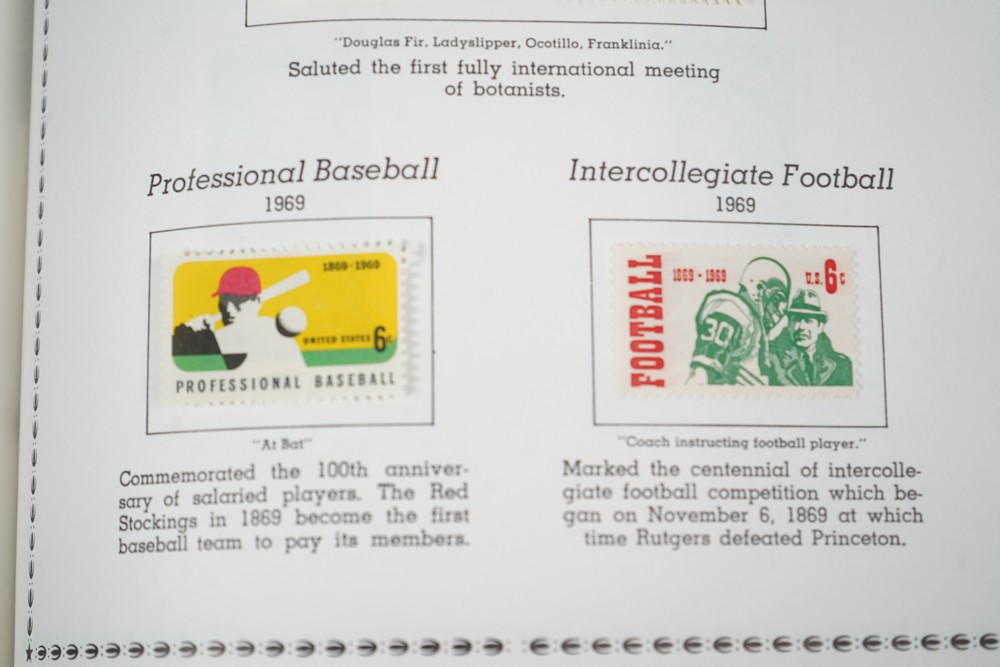 "Douglas Fir, Ladyslipper, Ocotillo, Franklinia."
Saluted the first fully international meeting
of botanists.
Professional Baseball
1969
1869-1969
UNITED STATES 6c
PROFESSIONAL BASEBALL
"At Bat"
Commemorated the 100th anniver-
sary of salaried players. The Red
Stockings in 1869 become the first
baseball team to pay its members.
Intercollegiate Football
1969
FOOTBALL
1869-1969
U.S. 6c
30
"Coach instructing football player."
Marked the centennial of intercolle-
giate football competition which be-
gan on November 6, 1869 at which
time Rutgers defeated Princeton.